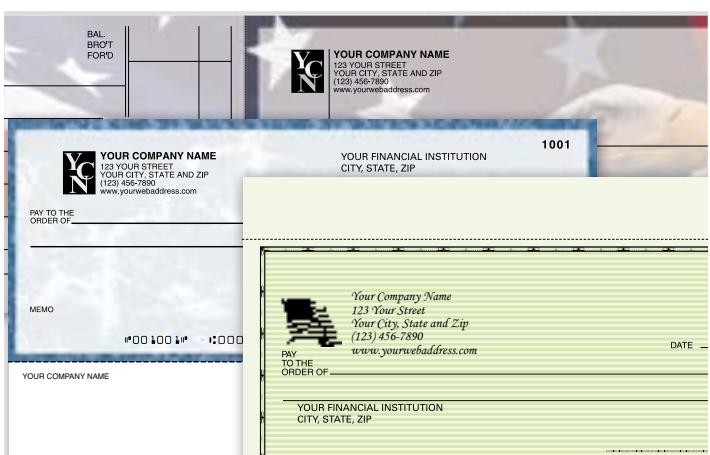 BAL.
BRO'T
FOR'D
YCN
YOUR COMPANY NAME
123 YOUR STREET
YOUR CITY, STATE AND ZIP
(123) 456-7890
www.yourwebaddress.com
1001
YCN
YOUR COMPANY NAME
123 YOUR STREET
YOUR CITY, STATE AND ZIP
(123) 456-7890
www.yourwebaddress.com
YOUR FINANCIAL INSTITUTION
CITY, STATE, ZIP
PAY TO THE
ORDER OF
MEMO
⑈001001⑈ ⑆000
YOUR COMPANY NAME
Your Company Name
123 Your Street
Your City, State and Zip
(123) 456-7890
www.yourwebaddress.com
DATE
PAY
TO THE
ORDER OF
YOUR FINANCIAL INSTITUTION
CITY, STATE, ZIP